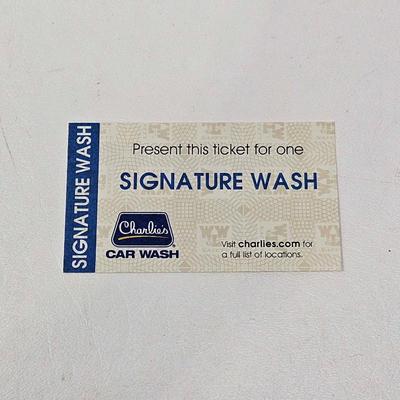 SIGNATURE WASH
Present this ticket for one
SIGNATURE WASH
Charlie's
CAR WASH
Visit charlies.com for
a full list of locations.